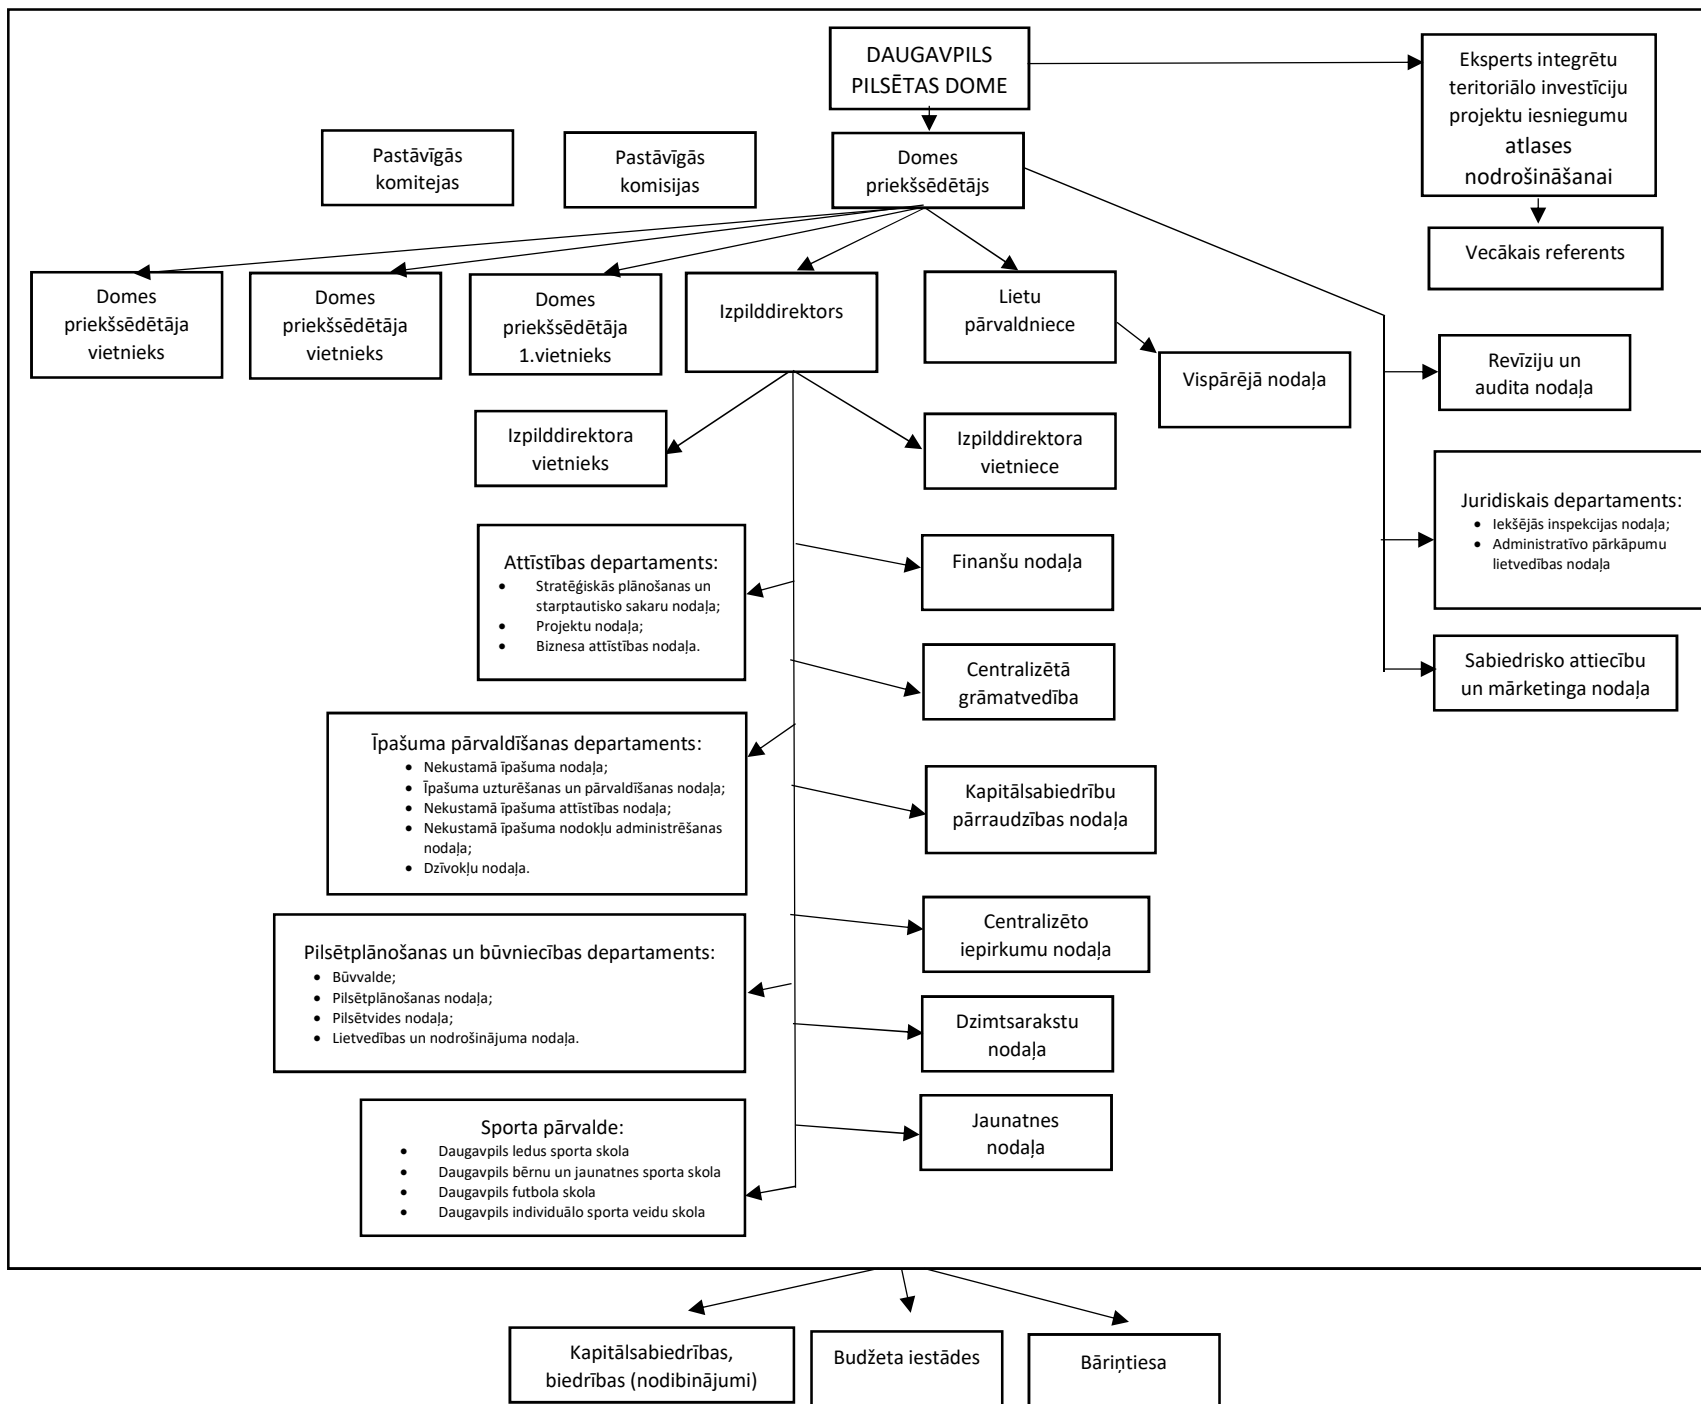 DAUGAVPILS
PILSĒTAS DOME
Eksperts integrētu
teritoriālo investīciju
projektu iesniegumu
atlases
nodrošināšanai
Pastāvīgās
komitejas
Pastāvīgās
komisijas
Domes
priekšsēdētājs
Vecākais referents
Domes
priekšsēdētāja
vietnieks
Domes
priekšsēdētāja
vietnieks
Domes
priekšsēdētāja
1.vietnieks
Izpilddirektors
Lietu
pārvaldniece
Vispārējā nodaļa
Revīziju un
audita nodaļa
Izpilddirektora
vietnieks
Izpilddirektora
vietniece
Juridiskais departaments:
• Iekšējās inspekcijas nodaļa;
• Administratīvo pārkāpumu
lietvedības nodaļa
Attīstības departaments:
• Stratēģiskās plānošanas un
starptautisko sakaru nodaļa;
• Projektu nodaļa;
• Biznesa attīstības nodaļa.
Finanšu nodaļa
Sabiedrisko attiecību
un mārketinga nodaļa
Centralizētā
grāmatvedība
Īpašuma pārvaldīšanas departaments:
• Nekustamā īpašuma nodaļa;
• Īpašuma uzturēšanas un pārvaldīšanas nodaļa;
• Nekustamā īpašuma attīstības nodaļa;
• Nekustamā īpašuma nodokļu administrēšanas
nodaļa;
• Dzīvokļu nodaļa.
Kapitālsabiedrību
pārraudzības nodaļa
Pilsētplānošanas un būvniecības departaments:
• Būvvalde;
• Pilsētplānošanas nodaļa;
• Pilsētvides nodaļa;
• Lietvedības un nodrošinājuma nodaļa.
Centralizēto
iepirkumu nodaļa
Dzimtsarakstu
nodaļa
Sporta pārvalde:
• Daugavpils ledus sporta skola
• Daugavpils bērnu un jaunatnes sporta skola
• Daugavpils futbola skola
• Daugavpils individuālo sporta veidu skola
Jaunatnes
nodaļa
Kapitālsabiedrības,
biedrības (nodibinājumi)
Budžeta iestādes
Bāriņtiesa